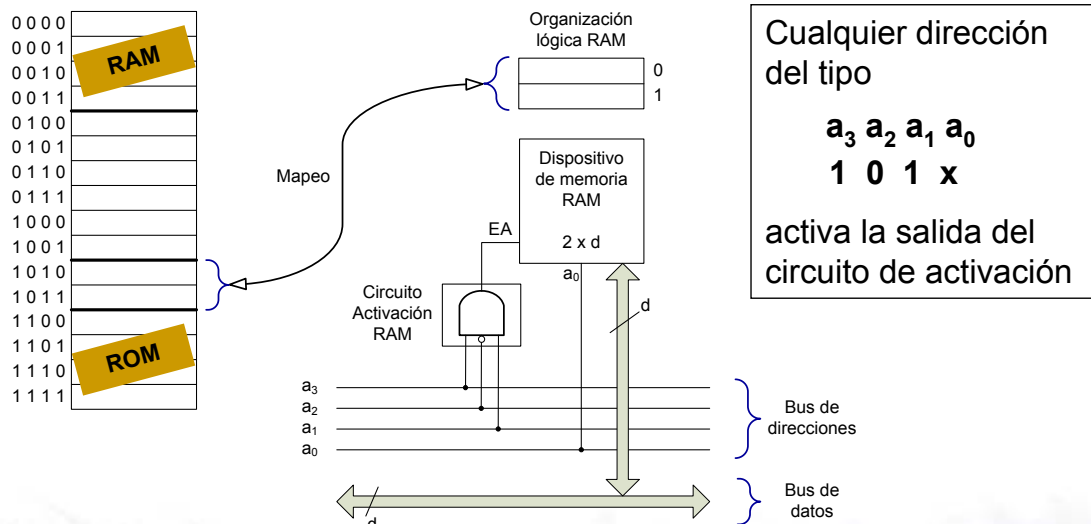 0 0 0 0
0 0 0 1
0 0 1 0
0 0 1 1
0 1 0 0
0 1 0 1
0 1 1 0
0 1 1 1
1 0 0 0
1 0 0 1
1 0 1 0
1 0 1 1
1 1 0 0
1 1 0 1
1 1 1 0
1 1 1 1
RAM
ROM
Mapeo
Organización
lógica RAM
0
1
Dispositivo
de memoria
RAM
2 x d
a0
EA
Circuito
Activación
RAM
d
a3
a2
a1
a0
Bus de
direcciones
d
Bus de
datos
Cualquier dirección
del tipo
a3 a2 a1 a0
1 0 1 x
activa la salida del
circuito de activación